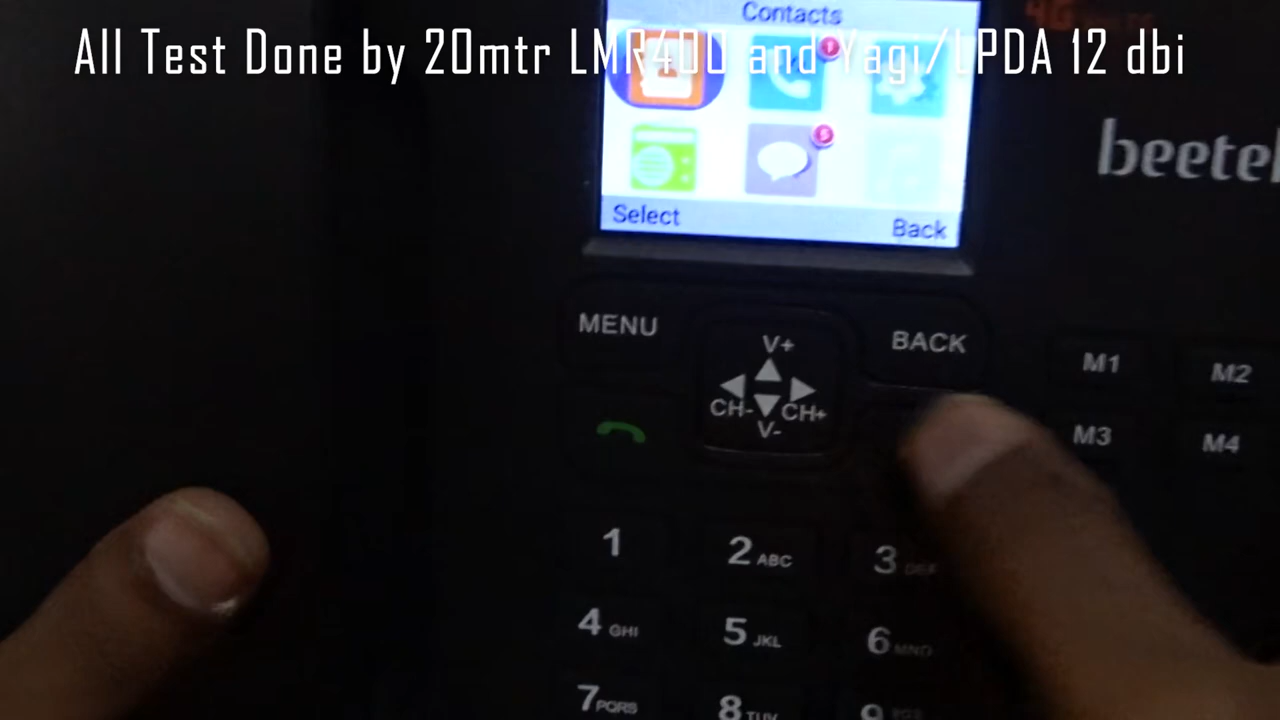 Contacts
All Test Done by 20mtr LMR400 and Yagi/LPDA 12 dbi
4G
beetel
Select
Back
MENU
V+
BACK
CH-
CH+
V-
M1
M2
M3
M4
1
2 ABC
3 DEF
4 GHI
5 JKL
6 MNO
7 PQRS
8 TUV
9